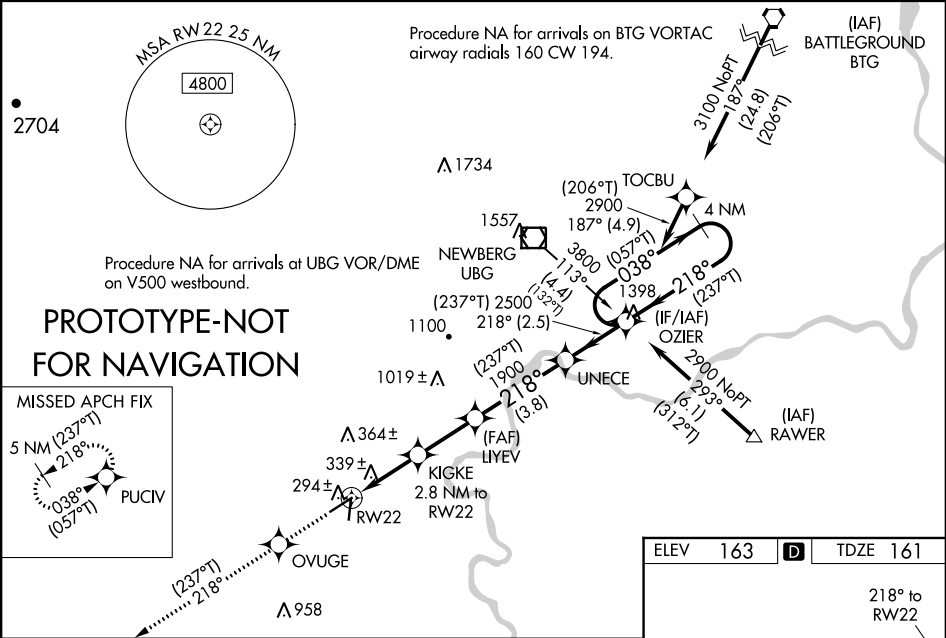 MSA RW 22 25 NM
4800
2704
Procedure NA for arrivals on BTG VORTAC
airway radials 160 CW 194.
(IAF)
BATTLEGROUND
BTG
3100 NoPT
187°
(24.8)
(206°T)
1734
(206°T)
2900
187° (4.9)
TOCBU
4 NM
1557
NEWBERG
UBG
3800
113°
(4.4)
(132°T)
(057°T)
038°
218°
(237°T)
1398
(IF/IAF)
OZIER
Procedure NA for arrivals at UBG VOR/DME
on V500 westbound.
(237°T) 2500
218° (2.5)
PROTOTYPE-NOT
FOR NAVIGATION
1100
1019±
(237°T)
1900
218°
(3.8)
UNECE
2900 NoPT
293°
(6.1)
(312°T)
(IAF)
RAWER
MISSED APCH FIX
5 NM
(237°T)
218°
038°
(057°T)
PUCIV
364±
339±
294±
(FAF)
LIYEV
KIGKE
2.8 NM to
RW22
RW22
OVUGE
(237°T)
218°
958
ELEV 163 D TDZE 161
218° to
RW22